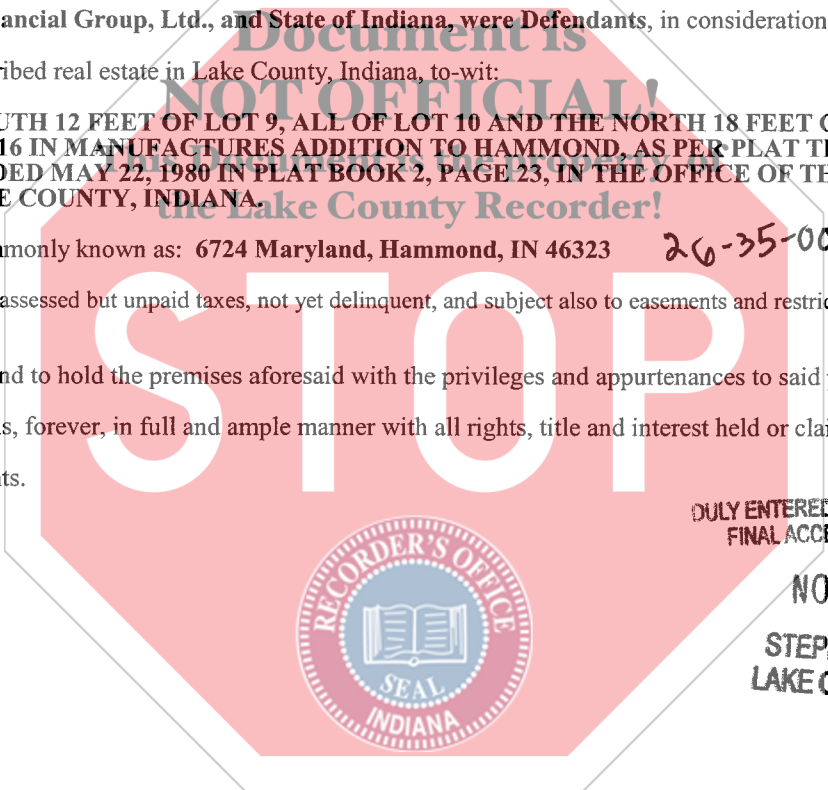 ancial Group, Ltd., and State of Indiana, were Defendants, in consideration
Document is
ribed real estate in Lake County, Indiana, to-wit:
NOT OFFICIAL!
UTH 12 FEET OF LOT 9, ALL OF LOT 10 AND THE NORTH 18 FEET O
16 IN MANUFACTURES ADDITION TO HAMMOND, AS PER PLAT TH
This Document is the property of
DED MAY 22, 1980 IN PLAT BOOK 2, PAGE 23, IN THE OFFICE OF TH
E COUNTY, INDIANA.
the Lake County Recorder!
mmonly known as: 6724 Maryland, Hammond, IN 46323 26-35-00
assessed but unpaid taxes, not yet delinquent, and subject also to easements and restric
STOP
nd to hold the premises aforesaid with the privileges and appurtenances to said
s, forever, in full and ample manner with all rights, title and interest held or clai
ts.
DULY ENTERED
FINAL ACCE
NO
STEP
LAKE C
RECORDER'S OFFICE
SEAL
INDIANA